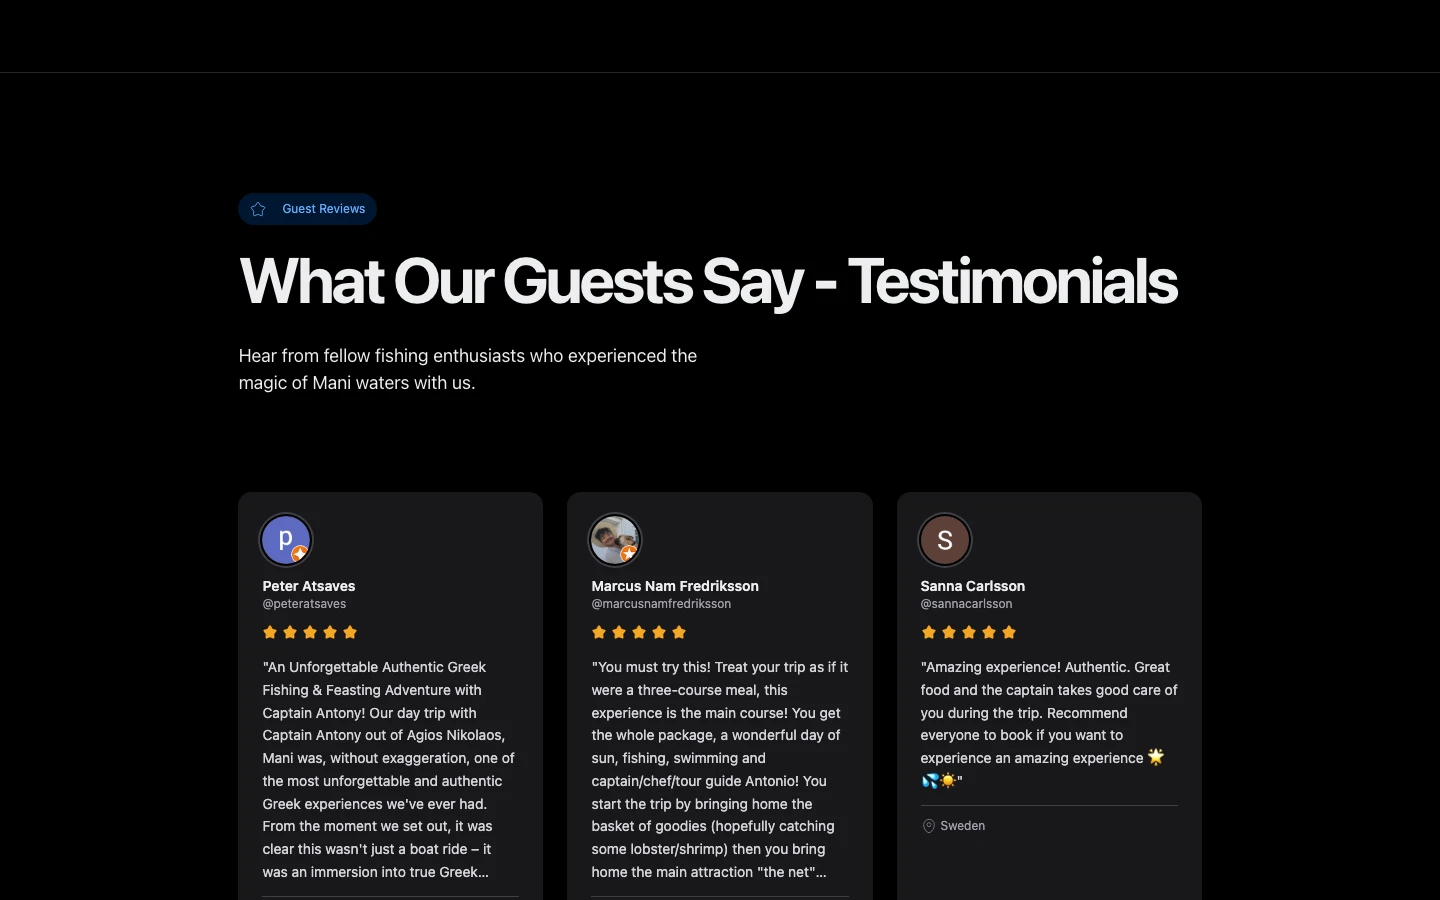 Guest Reviews
What Our Guests Say - Testimonials
Hear from fellow fishing enthusiasts who experienced the
magic of Mani waters with us.
p
Peter Atsaves
@peteratsaves
"An Unforgettable Authentic Greek
Fishing & Feasting Adventure with
Captain Antony! Our day trip with
Captain Antony out of Agios Nikolaos,
Mani was, without exaggeration, one of
the most unforgettable and authentic
Greek experiences we've ever had.
From the moment we set out, it was
clear this wasn't just a boat ride – it
was an immersion into true Greek...
Marcus Nam Fredriksson
@marcusnamfredriksson
"You must try this! Treat your trip as if it
were a three-course meal, this
experience is the main course! You get
the whole package, a wonderful day of
sun, fishing, swimming and
captain/chef/tour guide Antonio! You
start the trip by bringing home the
basket of goodies (hopefully catching
some lobster/shrimp) then you bring
home the main attraction "the net"...
S
Sanna Carlsson
@sannacarlsson
"Amazing experience! Authentic. Great
food and the captain takes good care of
you during the trip. Recommend
everyone to book if you want to
experience an amazing experience 🌟
💦☀️"
Sweden